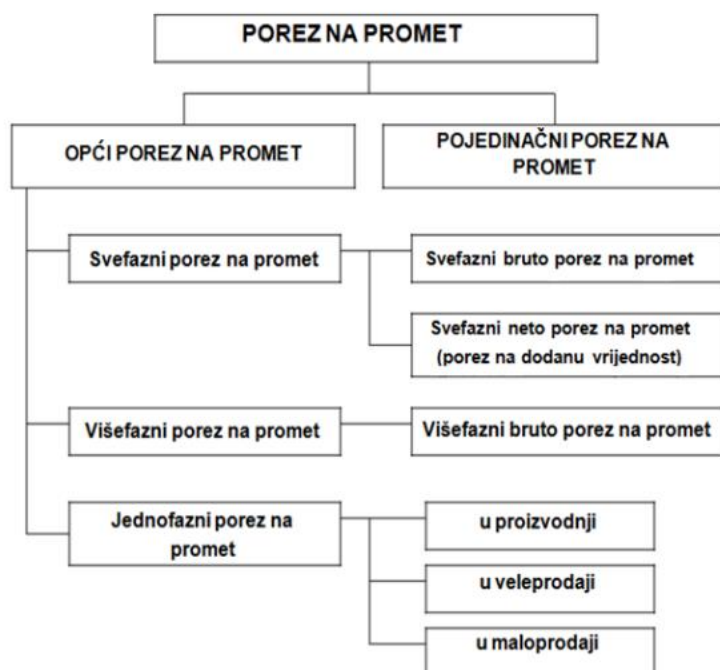 POREZ NA PROMET
OPĆI POREZ NA PROMET
POJEDINAČNI POREZ NA
PROMET
Svefazni porez na promet
Svefazni bruto porez na promet
Svefazni neto porez na promet
(porez na dodanu vrijednost)
Višefazni porez na promet
Višefazni bruto porez na promet
Jednofazni porez na
promet
u proizvodnji
u veleprodaji
u maloprodaji